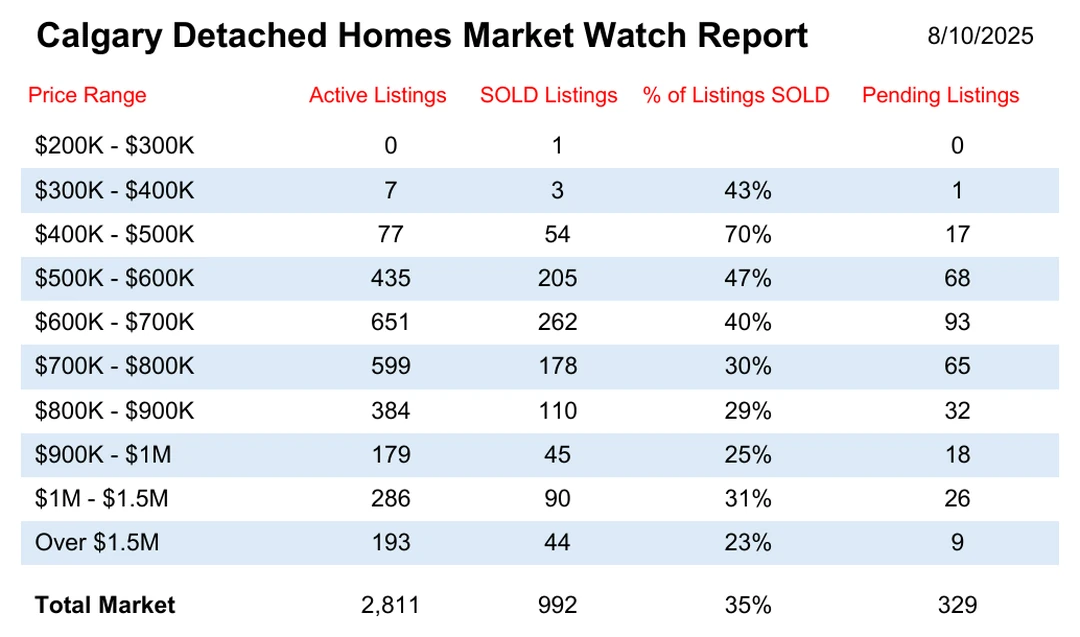 Calgary Detached Homes Market Watch Report 8/10/2025
Price Range Active Listings SOLD Listings % of Listings SOLD Pending Listings
$200K - $300K 0 1 0
$300K - $400K 7 3 43% 1
$400K - $500K 77 54 70% 17
$500K - $600K 435 205 47% 68
$600K - $700K 651 262 40% 93
$700K - $800K 599 178 30% 65
$800K - $900K 384 110 29% 32
$900K - $1M 179 45 25% 18
$1M - $1.5M 286 90 31% 26
Over $1.5M 193 44 23% 9
Total Market 2,811 992 35% 329